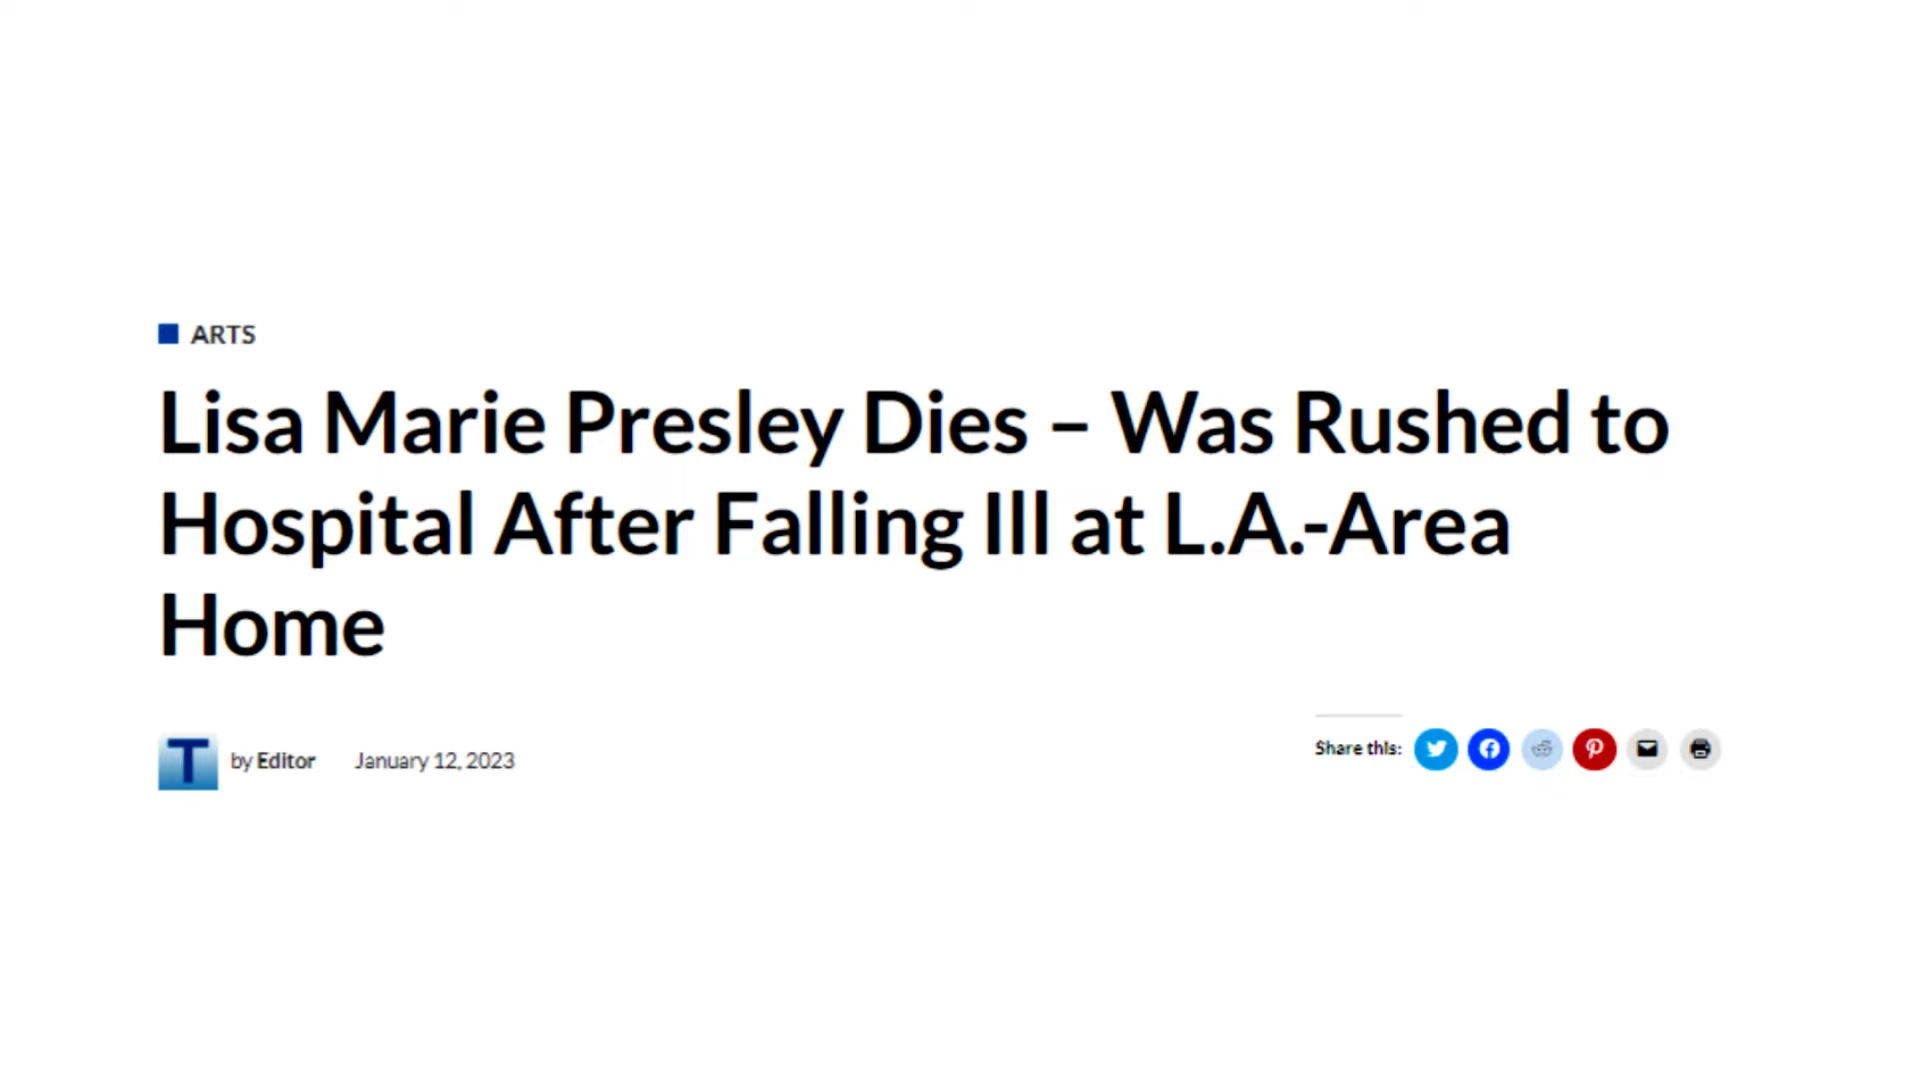 ARTS
Lisa Marie Presley Dies – Was Rushed to
Hospital After Falling Ill at L.A.-Area
Home
T
by Editor January 12, 2023
Share this: